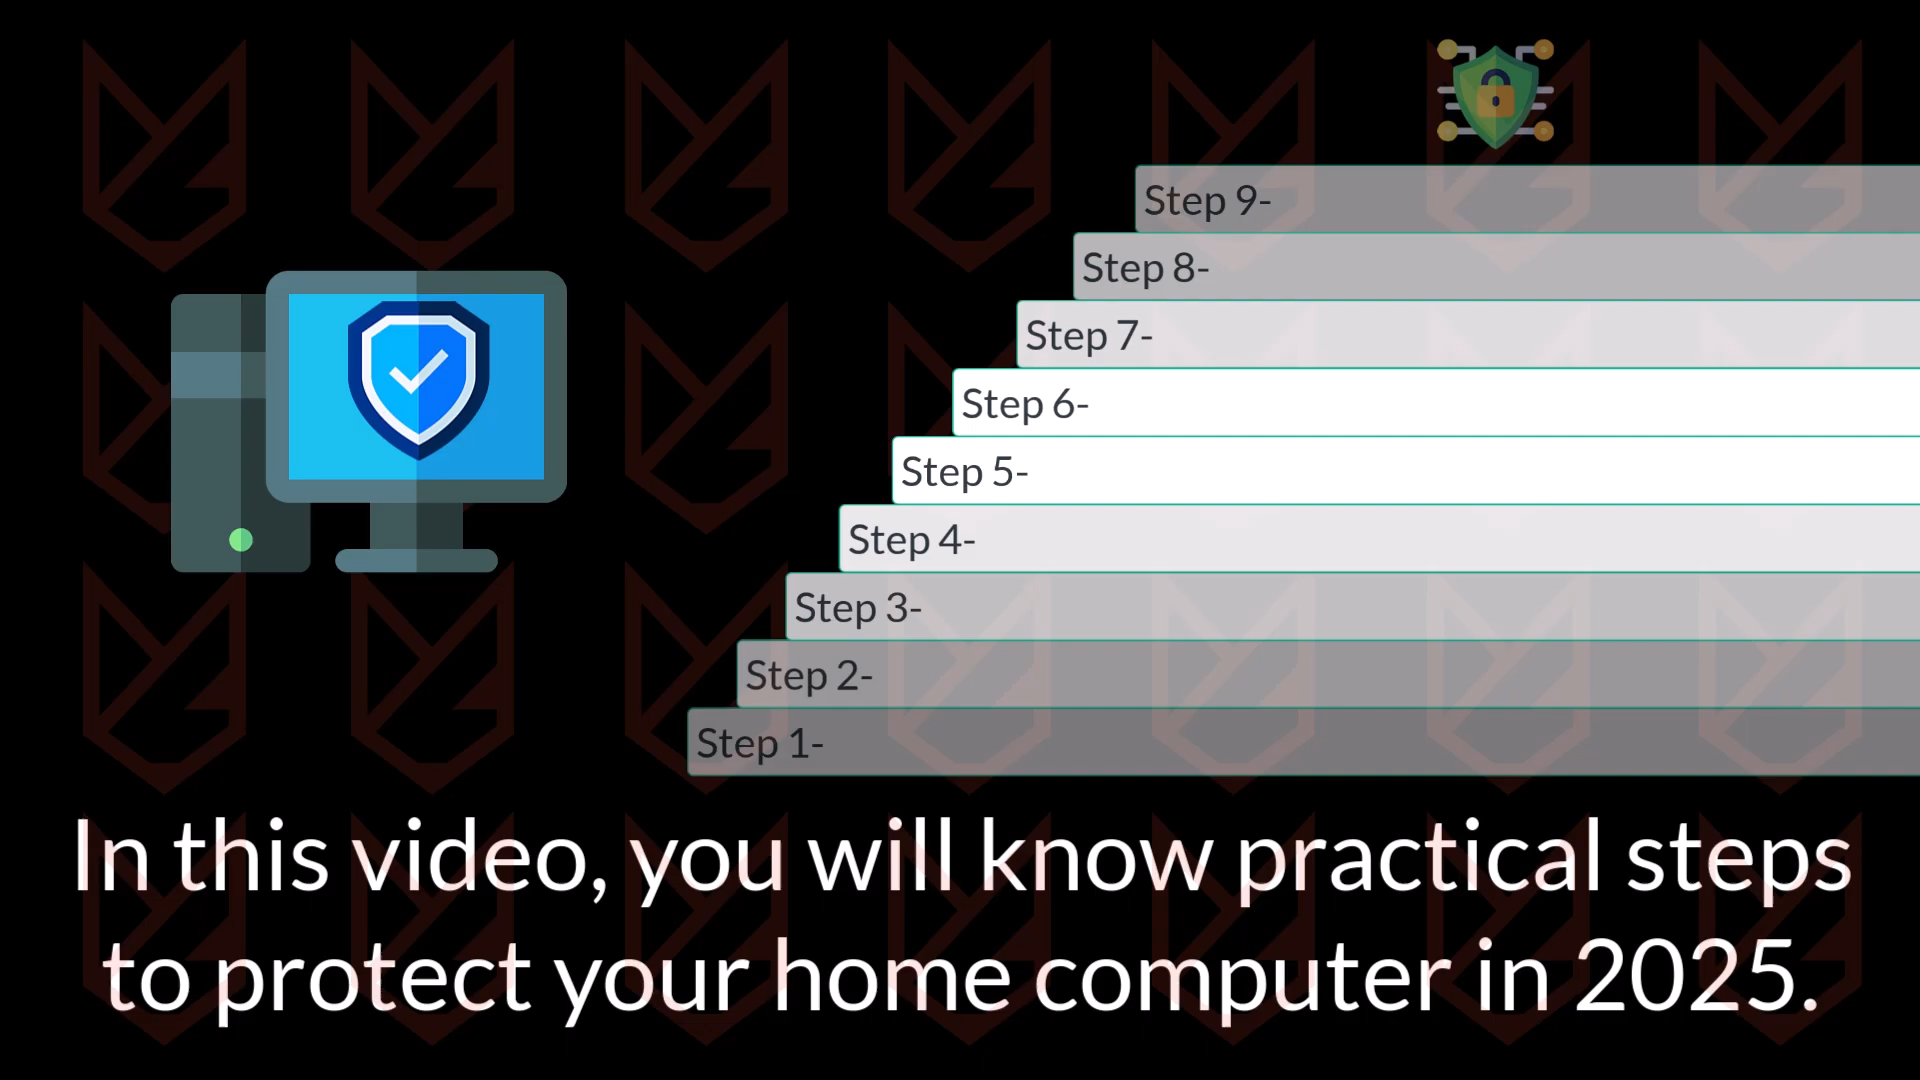 Step 9-
Step 8-
Step 7-
Step 6-
Step 5-
Step 4-
Step 3-
Step 2-
Step 1-
In this video, you will know practical steps
to protect your home computer in 2025.